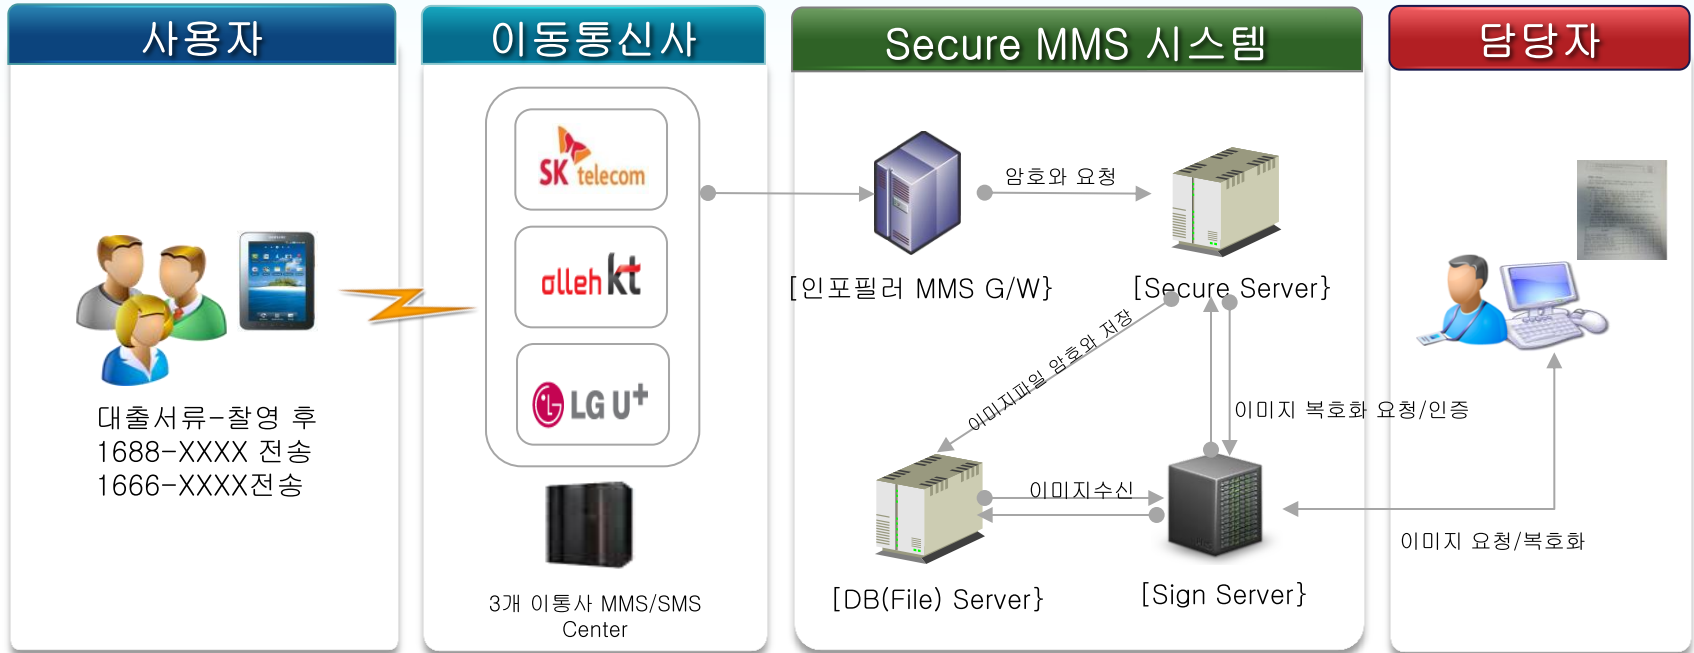 사용자
이동통신사
Secure MMS 시스템
담당자
SK telecom
olleh kt
LG U+
암호와 요청
[인포필러 MMS G/W}
[Secure Server}
이미지파일 암호와 저장
이미지 복호화 요청/인증
대출서류-촬영 후
1688-XXXX 전송
1666-XXXX전송
이미지수신
이미지 요청/복호화
3개 이통사 MMS/SMS
Center
[DB(File) Server}
[Sign Server}